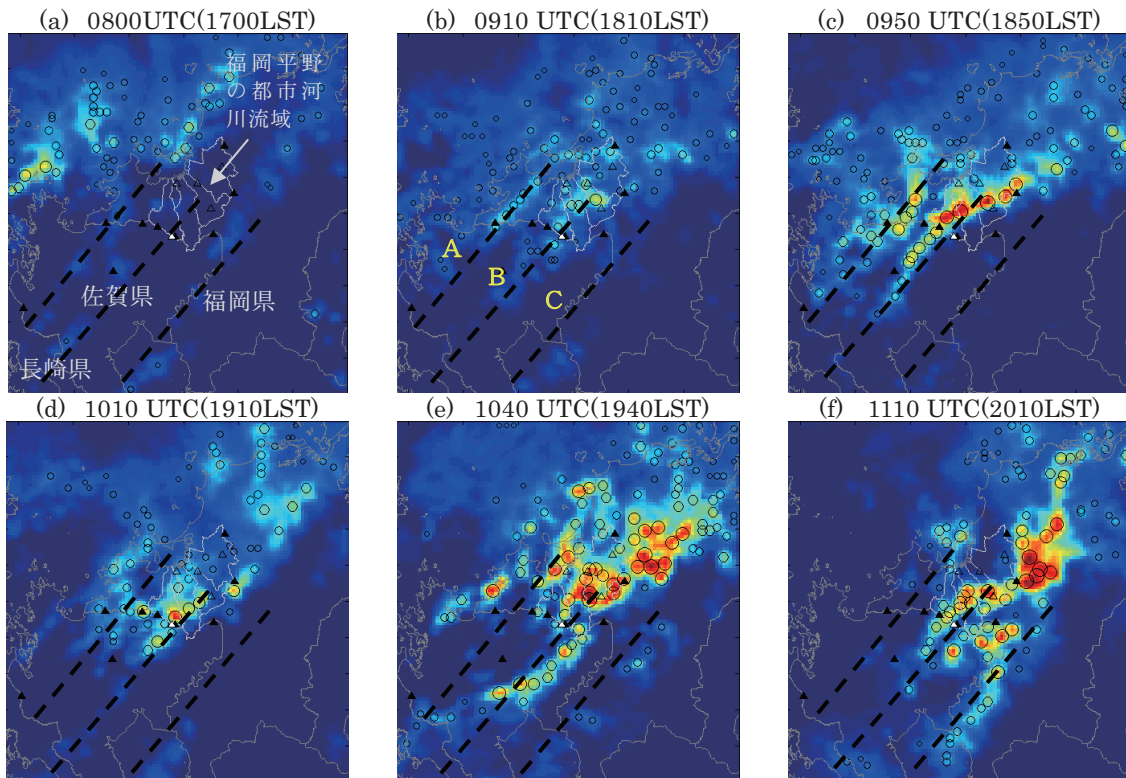 (a) 0800UTC(1700LST)
(b) 0910 UTC(1810LST)
(c) 0950 UTC(1850LST)
福岡平野
の都市河
川流域
佐賀県
福岡県
長崎県
A
B
C
(d) 1010 UTC(1910LST)
(e) 1040 UTC(1940LST)
(f) 1110 UTC(2010LST)